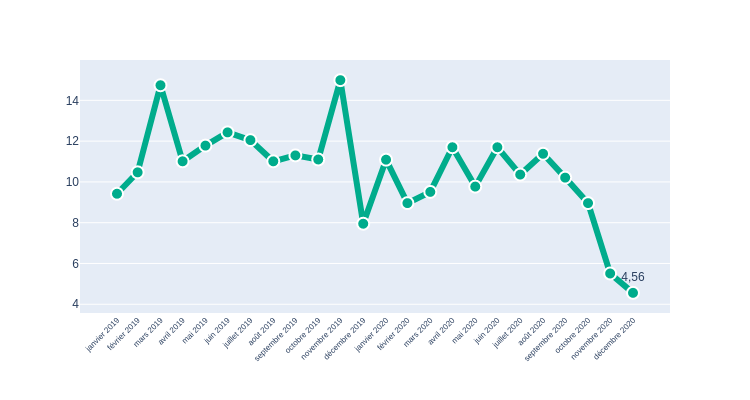 14
12
10
8
6
4
4,56
janvier 2019
février 2019
mars 2019
avril 2019
mai 2019
juin 2019
juillet 2019
août 2019
septembre 2019
octobre 2019
novembre 2019
décembre 2019
janvier 2020
février 2020
mars 2020
avril 2020
mai 2020
juin 2020
juillet 2020
août 2020
septembre 2020
octobre 2020
novembre 2020
décembre 2020